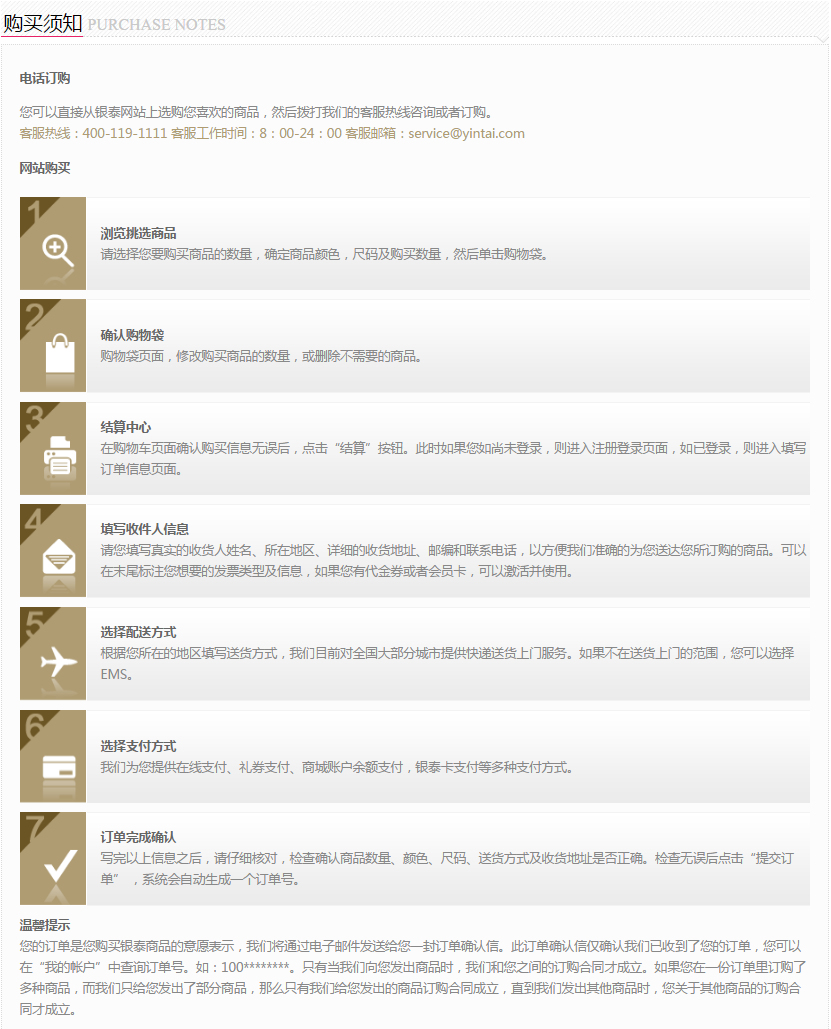 购买须知 PURCHASE NOTES
电话订购
您可以直接从银泰网站上选购您喜欢的商品，然后拨打我们的客服热线咨询或者订购。
客服热线：400-119-1111 客服工作时间：8：00-24：00 客服邮箱：service@yintai.com
网站购买
1
浏览挑选商品
请选择您要购买商品的数量，确定商品颜色，尺码及购买数量，然后单击购物袋。
2
确认购物袋
购物袋页面，修改购买商品的数量，或删除不需要的商品。
3
结算中心
在购物车页面确认购买信息无误后，点击“结算”按钮。此时如果您如尚未登录，则进入注册登录页面，如已登录，则进入填写
订单信息页面。
4
填写收件人信息
请您填写真实的收货人姓名、所在地区、详细的收货地址、邮编和联系电话，以方便我们准确的为您送达您所订购的商品。可以
在末尾标注您想要的发票类型及信息，如果您有代金券或者会员卡，可以激活并使用。
5
选择配送方式
根据您所在的地区填写送货方式，我们目前对全国大部分城市提供快递送货上门服务。如果不在送货上门的范围，您可以选择
EMS。
6
选择支付方式
我们为您提供在线支付、礼券支付、商城账户余额支付，银泰卡支付等多种支付方式。
7
订单完成确认
写完以上信息之后，请仔细核对，检查确认商品数量、颜色、尺码、送货方式及收货地址是否正确。检查无误后点击“提交订
单”，系统会自动生成一个订单号。
温馨提示
您的订单是您购买银泰商品的意愿表示，我们将通过电子邮件发送给您一封订单确认信。此订单确认信仅确认我们已收到了您的订单，您可以
在“我的帐户”中查询订单号。如：100********。只有当我们向您发出商品时，我们和您之间的订购合同才成立。如果您在一份订单里订购了
多种商品，而我们只给您发出了部分商品，那么只有我们给您发出的商品订购合同成立，直到我们发出其他商品时，您关于其他商品的订购合
同才成立。